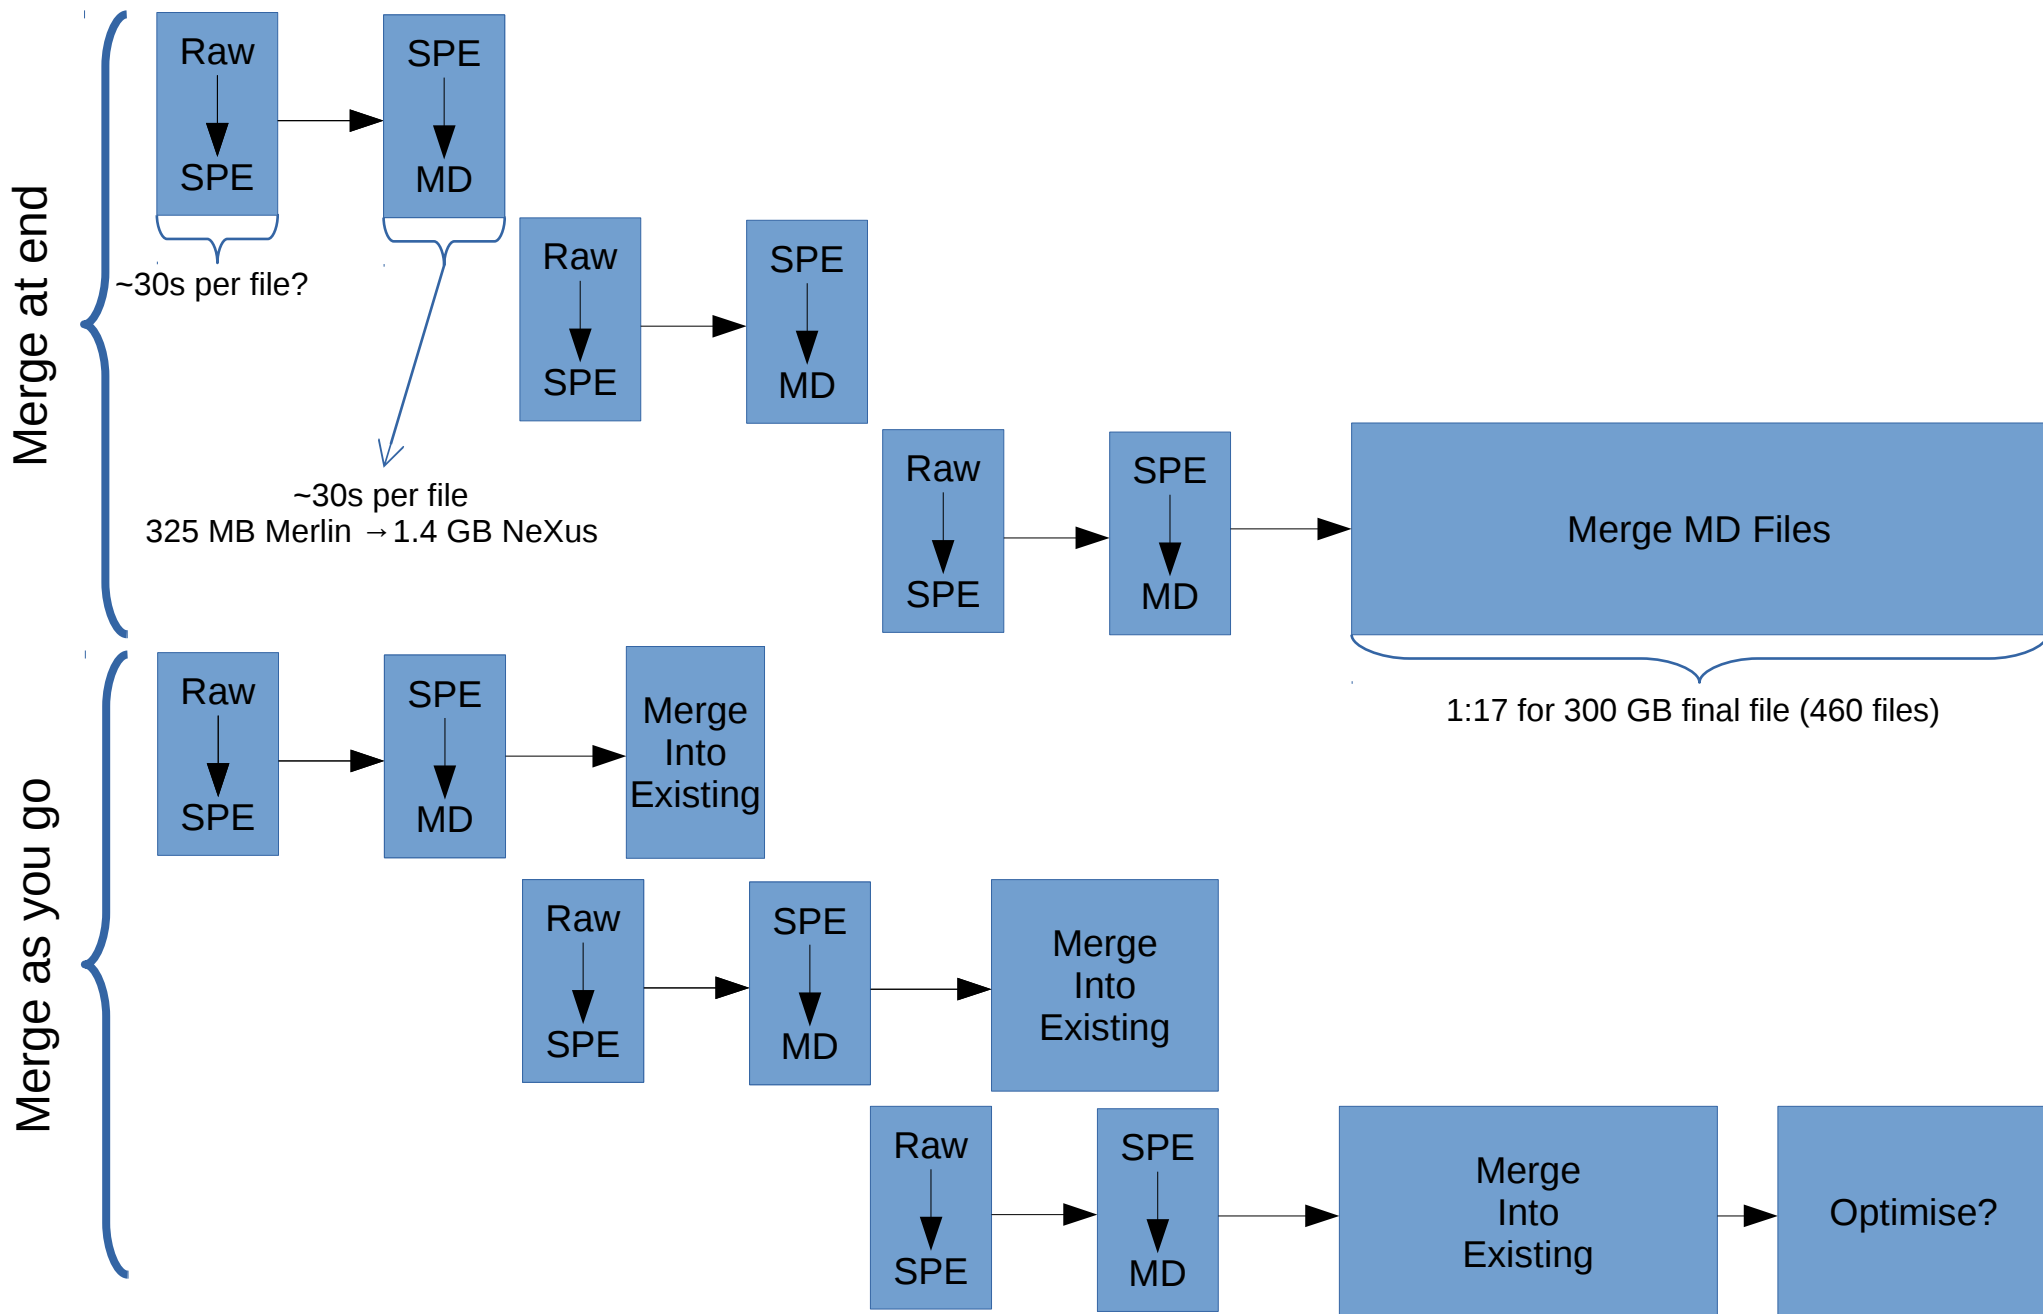 Merge at end
Raw
SPE
SPE
MD
~30s per file?
~30s per file
325 MB Merlin →1.4 GB NeXus
Raw
SPE
SPE
MD
Raw
SPE
SPE
MD
Merge MD Files
1:17 for 300 GB final file (460 files)
Merge as you go
Raw
SPE
SPE
MD
Merge
Into
Existing
Raw
SPE
SPE
MD
Merge
Into
Existing
Raw
SPE
SPE
MD
Merge
Into
Existing
Optimise?